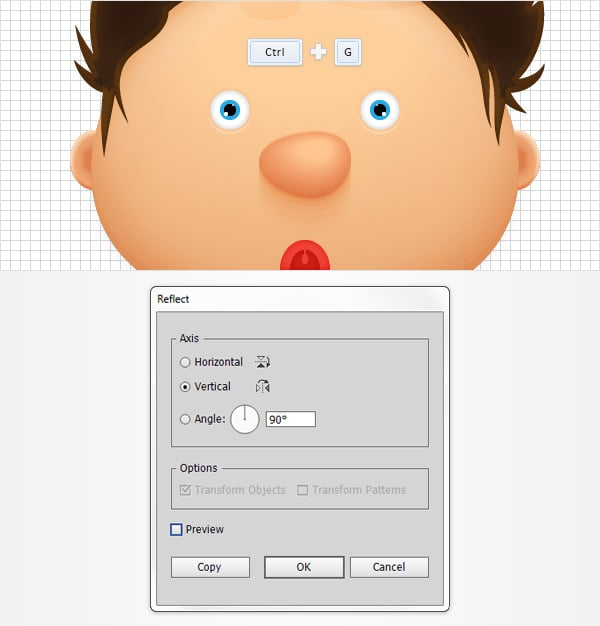 Ctrl + G
Reflect
Axis
Horizontal
Vertical
Angle: 90°
Options
Transform Objects Transform Patterns
Preview
Copy OK Cancel